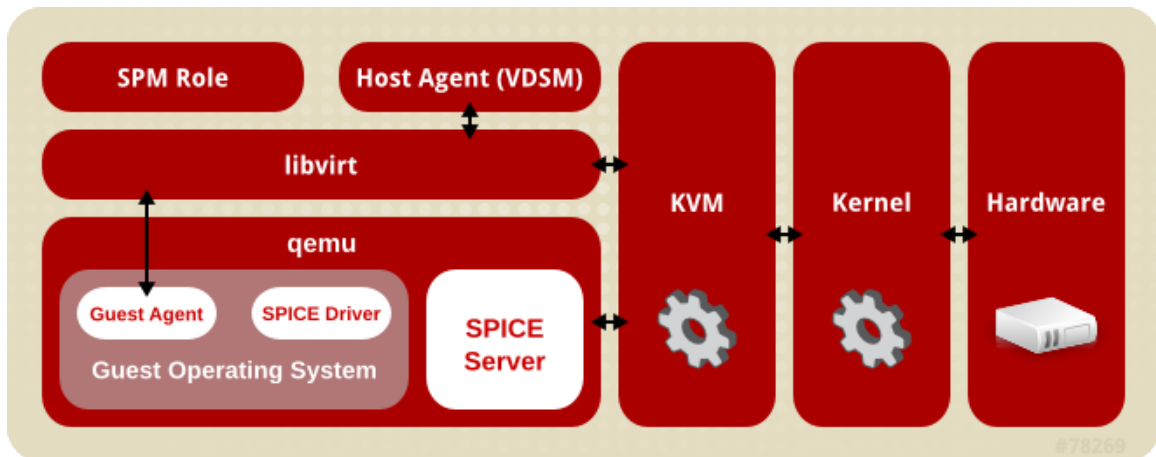 SPM Role
Host Agent (VDSM)
libvirt
KVM
Kernel
Hardware
qemu
Guest Agent
SPICE Driver
SPICE
Server
Guest Operating System
#78269